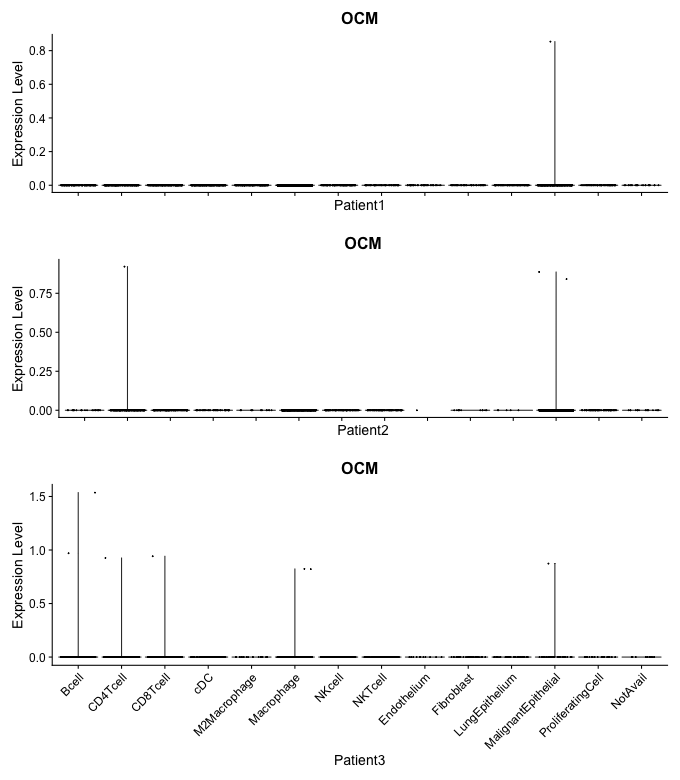 OCM
Expression Level
0.8
0.6
0.4
0.2
0.0
Patient1
OCM
Expression Level
0.75
0.50
0.25
0.00
Patient2
OCM
Expression Level
1.5
1.0
0.5
0.0
Bcell
CD4Tcell
CD8Tcell
cDC
M2Macrophage
Macrophage
NKcell
NKTcell
Endothelium
Fibroblast
LungEpithelium
MalignantEpithelial
ProliferatingCell
NotAvail
Patient3